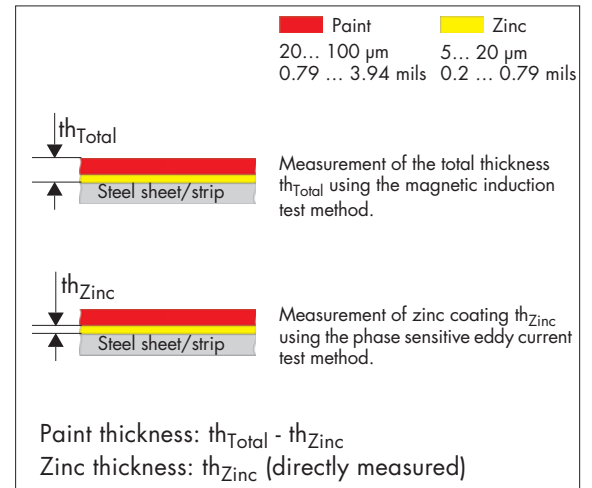 Paint Zinc
20... 100 µm 5... 20 µm
0.79 ... 3.94 mils 0.2 ... 0.79 mils
thTotal
Steel sheet/strip
Measurement of the total thickness
thTotal using the magnetic induction
test method.
thZinc
Steel sheet/strip
Measurement of zinc coating thZinc
using the phase sensitive eddy current
test method.
Paint thickness: thTotal - thZinc
Zinc thickness: thZinc (directly measured)